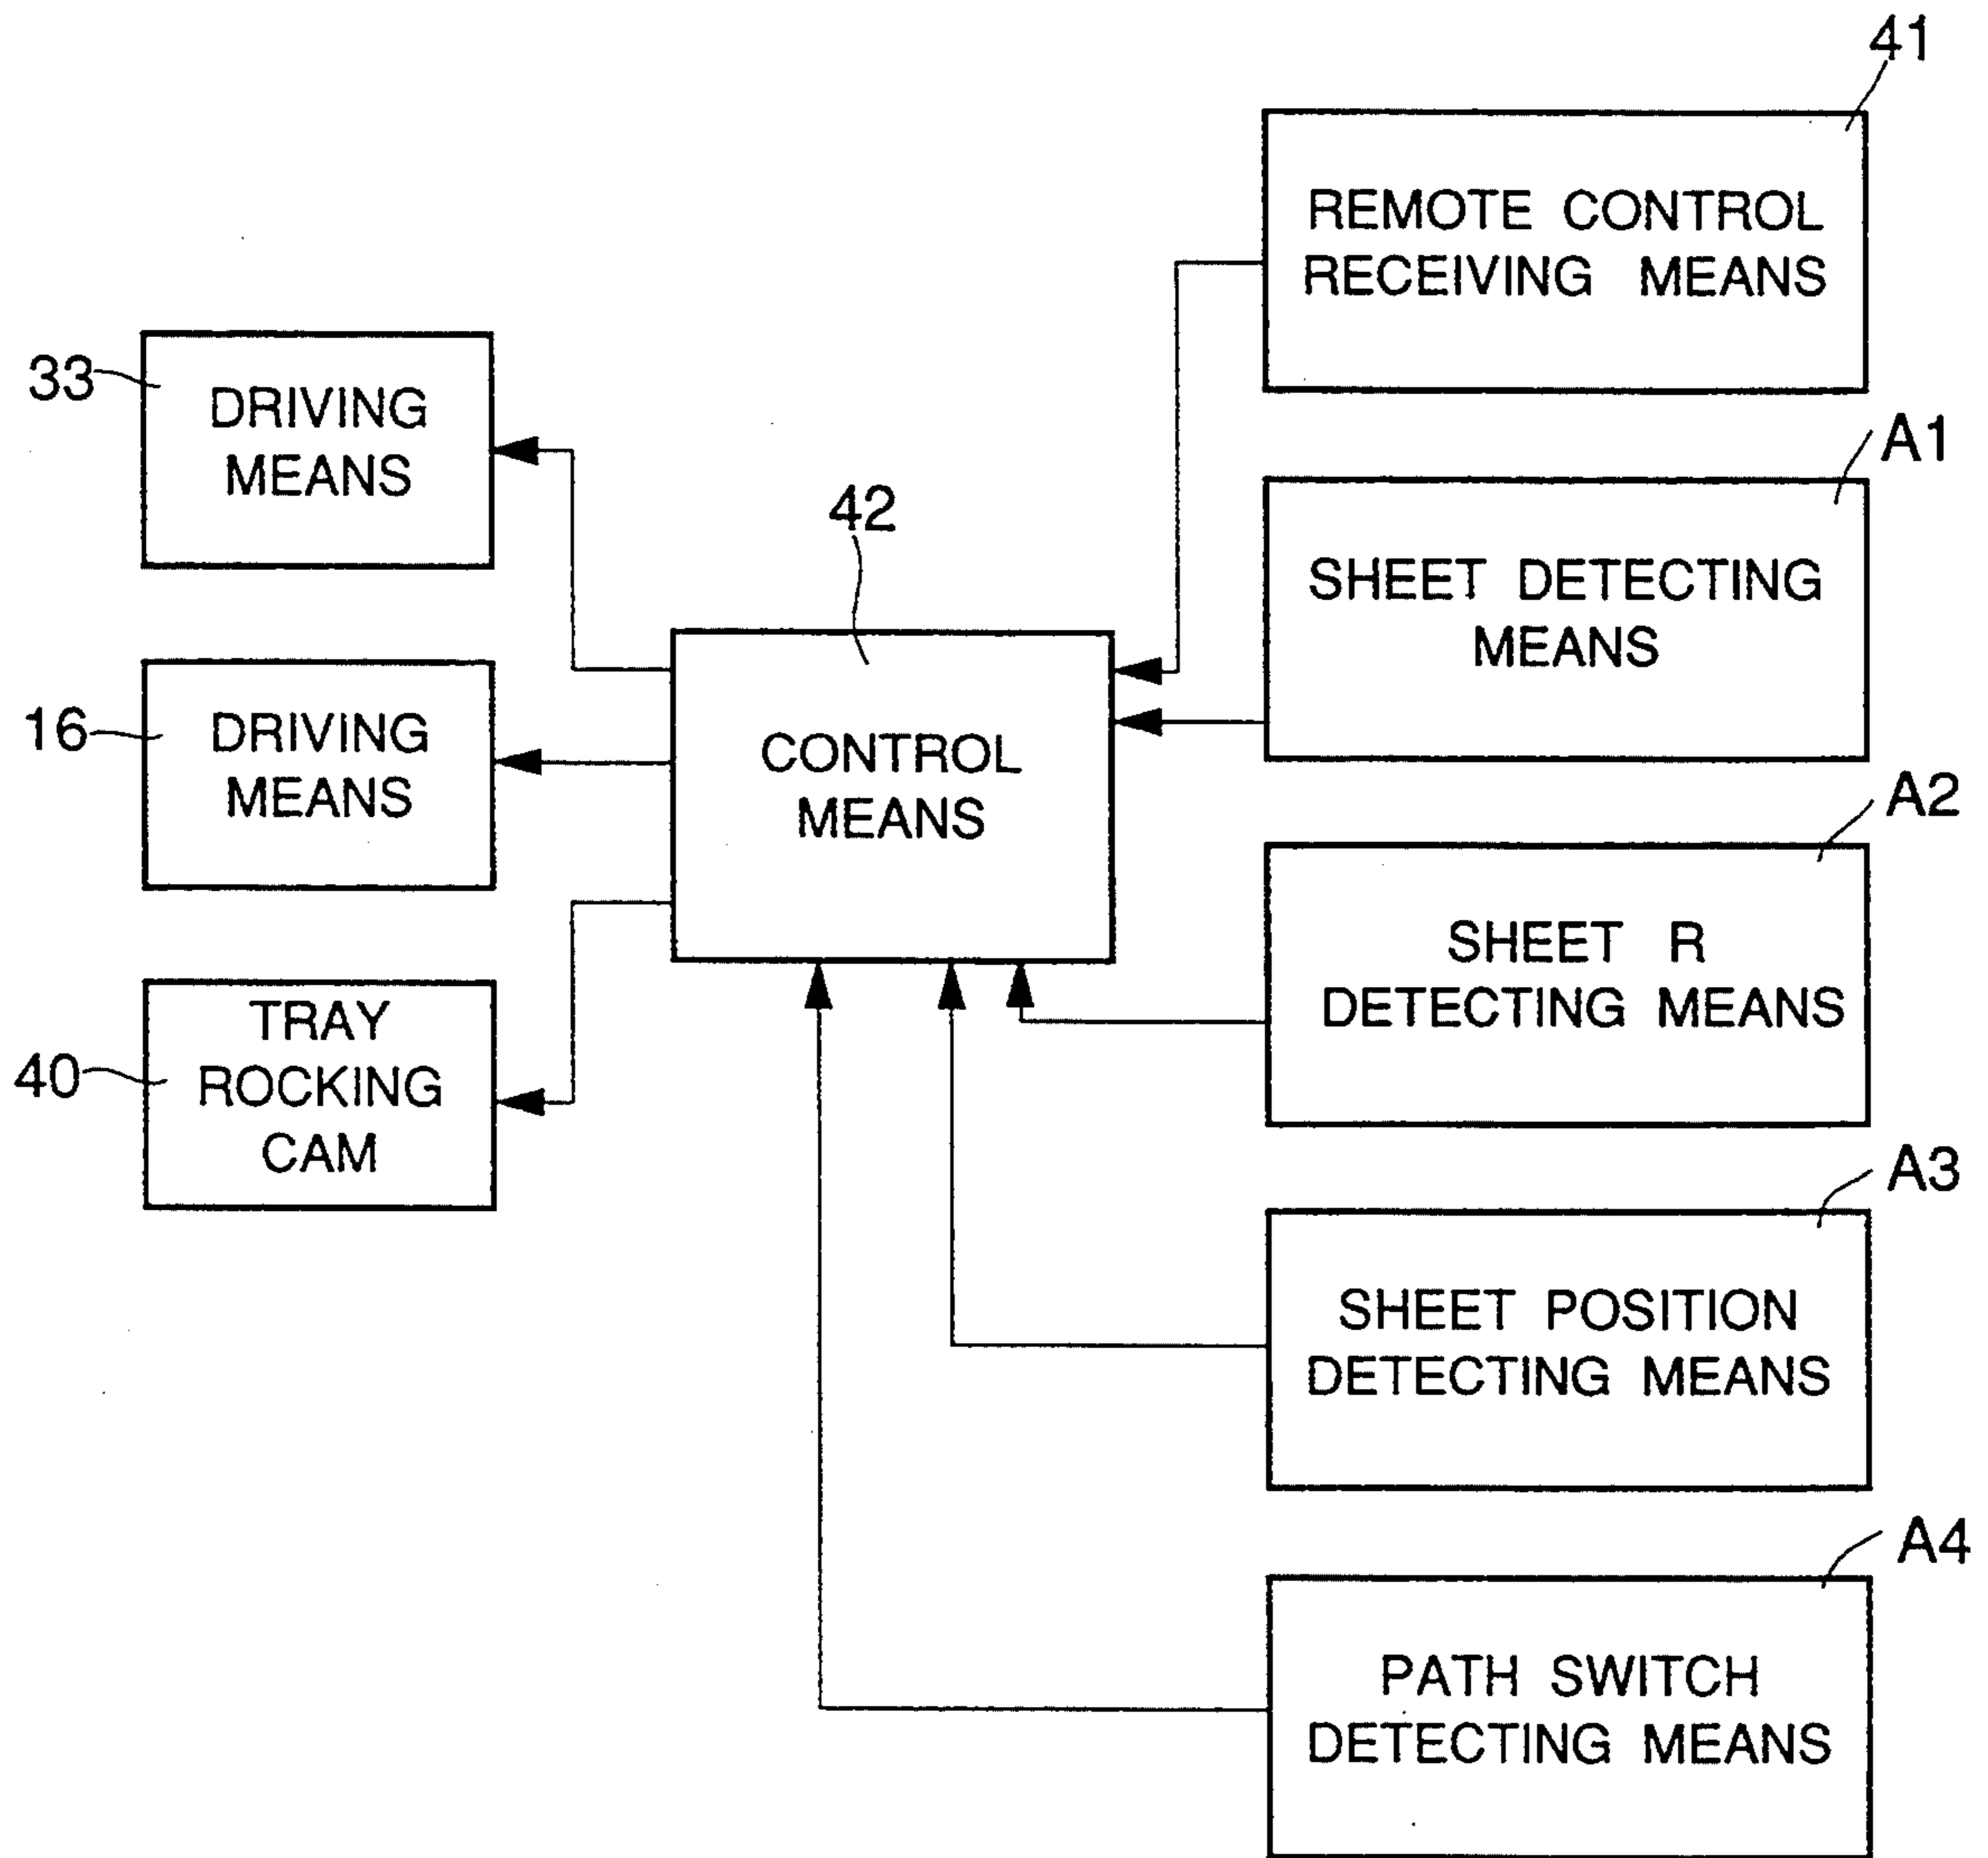 41
REMOTE CONTROL
RECEIVING MEANS
33
DRIVING
MEANS
A1
SHEET DETECTING
MEANS
42
CONTROL
MEANS
16
DRIVING
MEANS
A2
SHEET R
DETECTING MEANS
40
TRAY
ROCKING
CAM
A3
SHEET POSITION
DETECTING MEANS
A4
PATH SWITCH
DETECTING MEANS